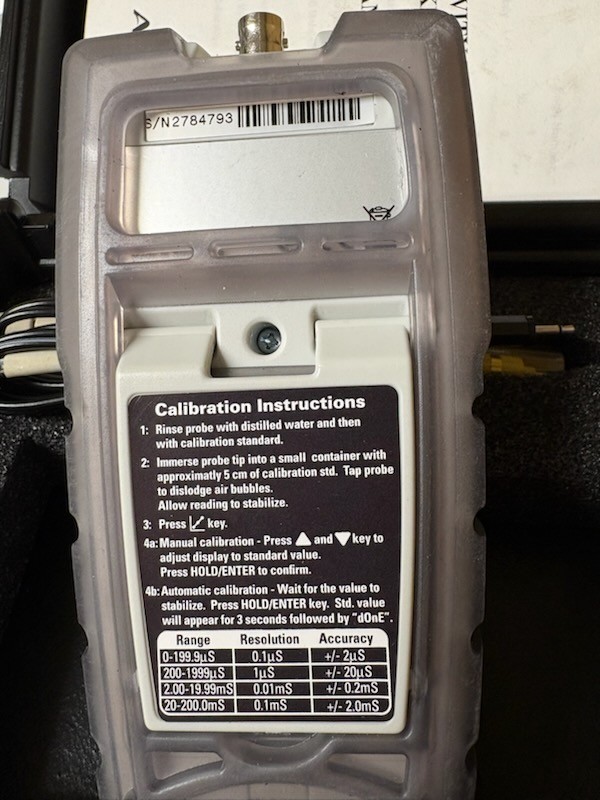 S/N2784793
Calibration Instructions
1: Rinse probe with distilled water and then
with calibration standard.
2: Immerse probe tip into a small container with
approximatly 5 cm of calibration std. Tap probe
to dislodge air bubbles.
Allow reading to stabilize.
3: Press key.
4a: Manual calibration - Press ▲ and ▼ key to
adjust display to standard value.
Press HOLD/ENTER to confirm.
4b: Automatic calibration - Wait for the value to
stabilize. Press HOLD/ENTER key. Std. value
will appear for 3 seconds followed by "dOnE".
Range Resolution Accuracy
0-199.9µS 0.1µS +/- 2µS
200-1999µS 1µS +/- 20µS
2.00-19.99mS 0.01mS +/- 0.2mS
20-200.0mS 0.1mS +/- 2.0mS